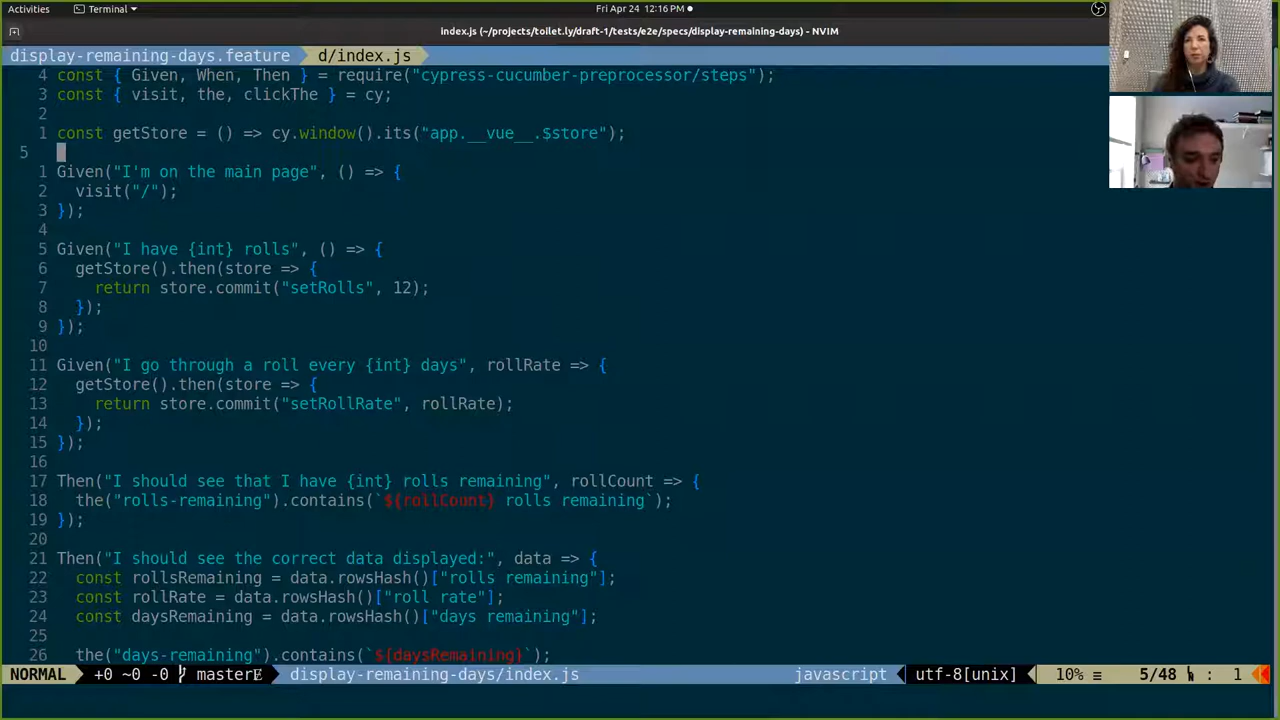 Activities
Terminal
Fri Apr 24 12:16 PM
index.js (~/projects/toilet.ly/draft-1/tests/e2e/specs/display-remaining-days) - NVIM
display-remaining-days.feature d/index.js
4 const { Given, When, Then } = require("cypress-cucumber-preprocessor/steps");
3 const { visit, the, clickThe } = cy;
2
1 const getStore = () => cy.window().its("app.__vue__.$store");
5
1 Given("I'm on the main page", () => {
2 visit("/");
3 });
4
5 Given("I have {int} rolls", () => {
6 getStore().then(store => {
7 return store.commit("setRolls", 12);
8 });
9 });
10
11 Given("I go through a roll every {int} days", rollRate => {
12 getStore().then(store => {
13 return store.commit("setRollRate", rollRate);
14 });
15 });
16
17 Then("I should see that I have {int} rolls remaining", rollCount => {
18 the("rolls-remaining").contains(`${rollCount} rolls remaining`);
19 });
20
21 Then("I should see the correct data displayed:", data => {
22 const rollsRemaining = data.rowsHash()["rolls remaining"];
23 const rollRate = data.rowsHash()["roll rate"];
24 const daysRemaining = data.rowsHash()["days remaining"];
25
26 the("days-remaining").contains(`${daysRemaining}`);
NORMAL +0 ~0 -0 master display-remaining-days/index.js javascript utf-8[unix] 10% 5/48 : 1